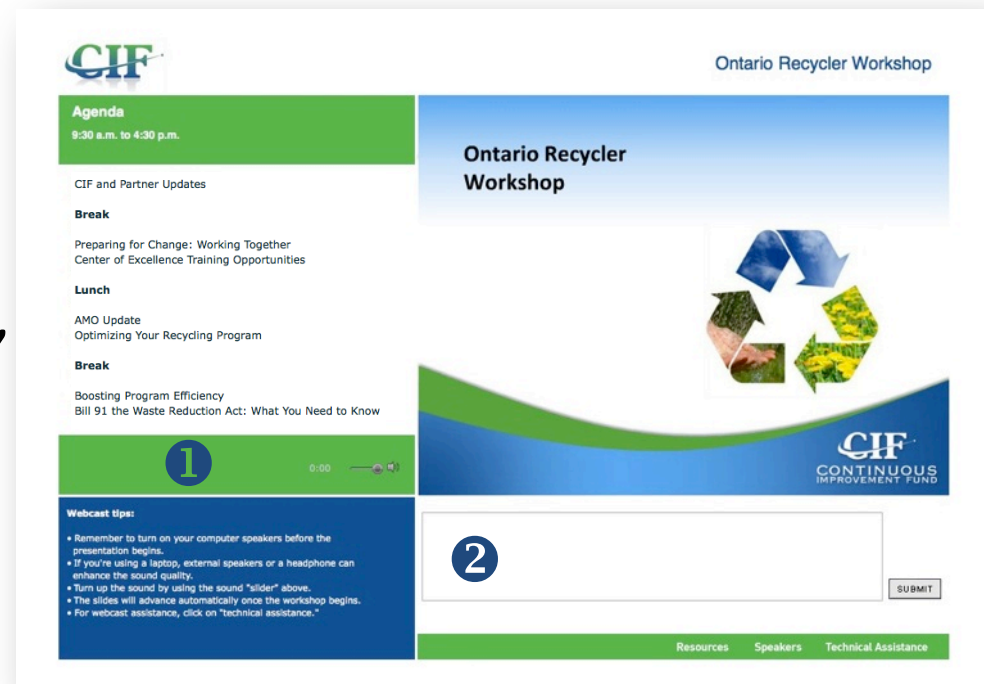 CIF
Ontario Recycler Workshop
Agenda
9:30 a.m. to 4:30 p.m.
CIF and Partner Updates
Break
Preparing for Change: Working Together
Center of Excellence Training Opportunities
Lunch
AMO Update
Optimizing Your Recycling Program
Break
Boosting Program Efficiency
Bill 91 the Waste Reduction Act: What You Need to Know
1
0:00
Webcast tips:
• Remember to turn on your computer speakers before the
presentation begins.
• If you're using a laptop, external speakers or a headphone can
enhance the sound quality.
• Turn up the sound by using the sound "slider" above.
• The slides will advance automatically once the workshop begins.
• For webcast assistance, click on "technical assistance."
Ontario Recycler
Workshop
CIF
CONTINUOUS
IMPROVEMENT FUND
2
SUBMIT
Resources Speakers Technical Assistance